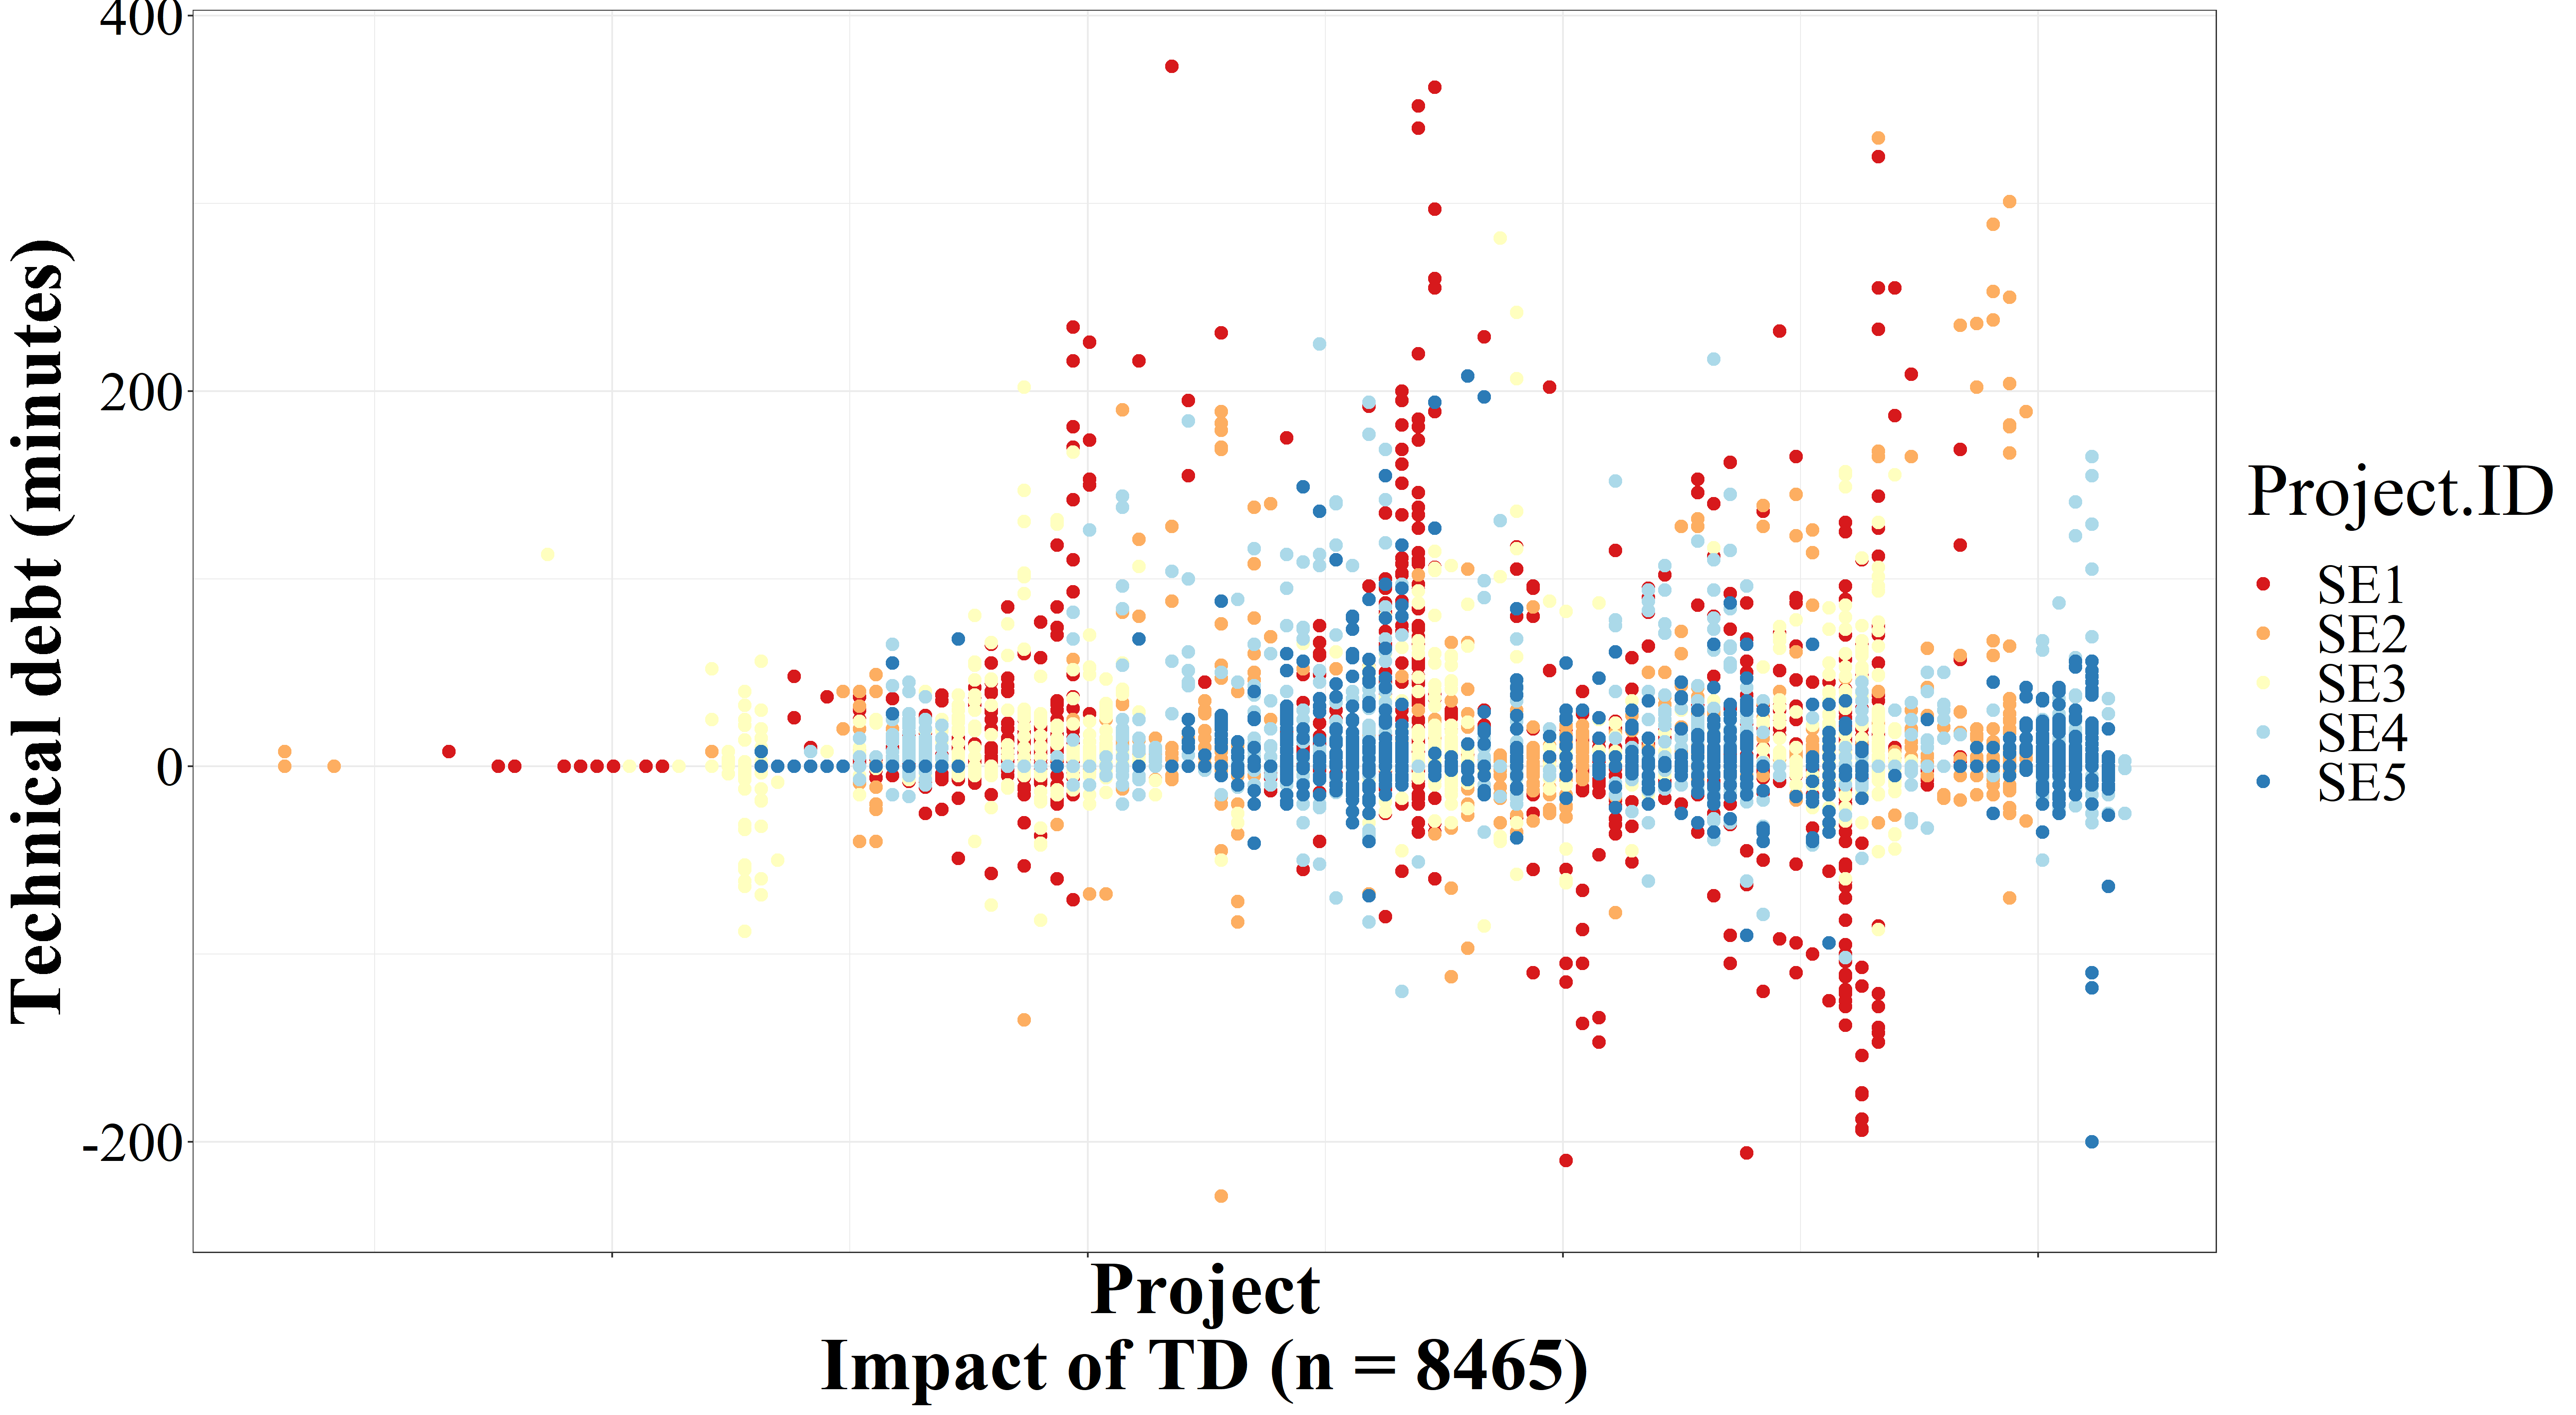 400
200
0
-200
Technical debt (minutes)
Project
Impact of TD (n = 8465)
Project.ID
SE1
SE2
SE3
SE4
SE5